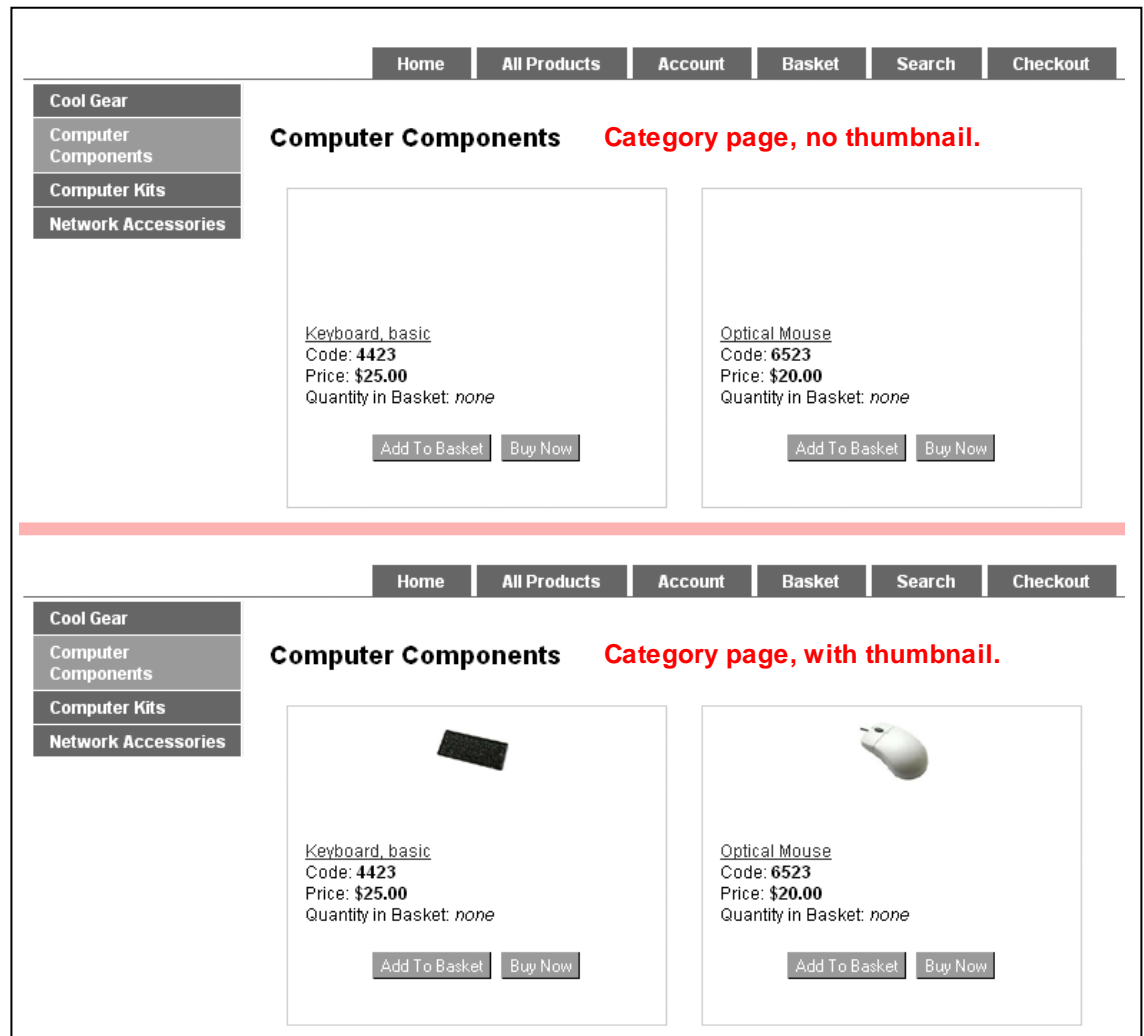 Home All Products Account Basket Search Checkout
Cool Gear
Computer
Components
Computer Kits
Network Accessories
Computer Components Category page, no thumbnail.
Keyboard, basic
Code: 4423
Price: $25.00
Quantity in Basket: none
Add To Basket Buy Now
Optical Mouse
Code: 6523
Price: $20.00
Quantity in Basket: none
Add To Basket Buy Now
Home All Products Account Basket Search Checkout
Cool Gear
Computer
Components
Computer Kits
Network Accessories
Computer Components Category page, with thumbnail.
Keyboard, basic
Code: 4423
Price: $25.00
Quantity in Basket: none
Add To Basket Buy Now
Optical Mouse
Code: 6523
Price: $20.00
Quantity in Basket: none
Add To Basket Buy Now